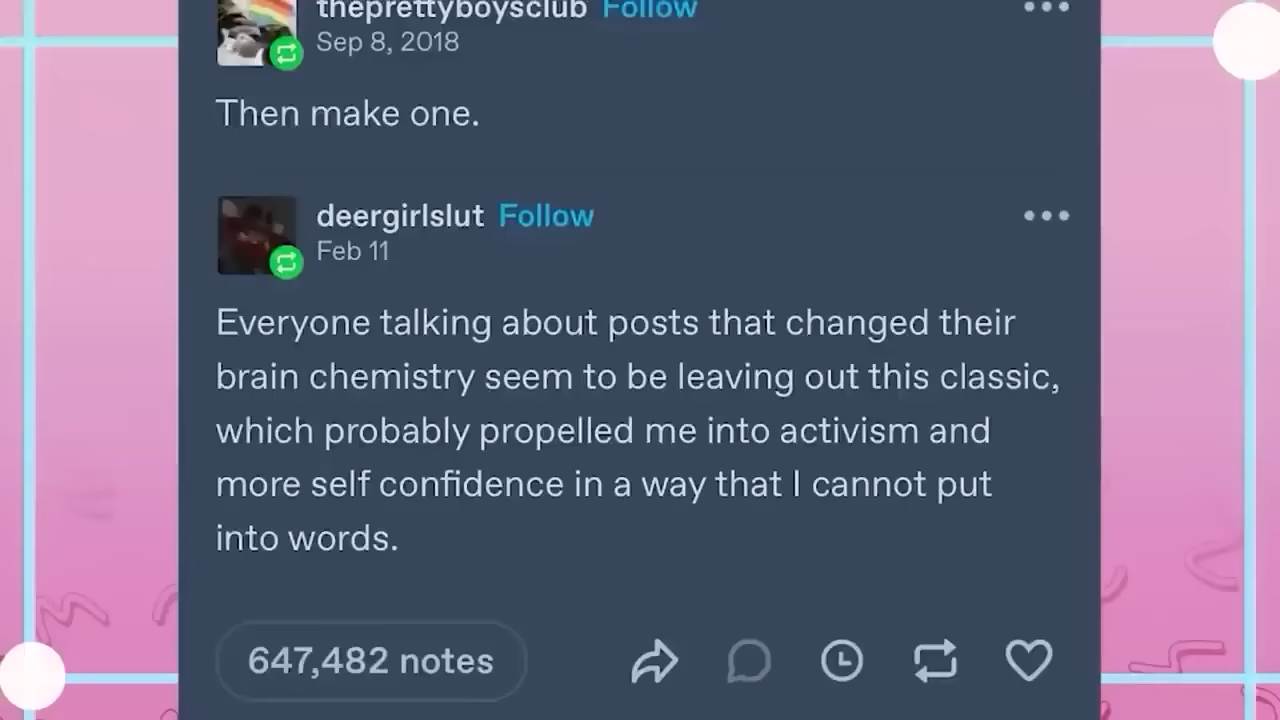 theprettyboysclub Follow
Sep 8, 2018
Then make one.
deergirlslut Follow
Feb 11
Everyone talking about posts that changed their
brain chemistry seem to be leaving out this classic,
which probably propelled me into activism and
more self confidence in a way that I cannot put
into words.
647,482 notes